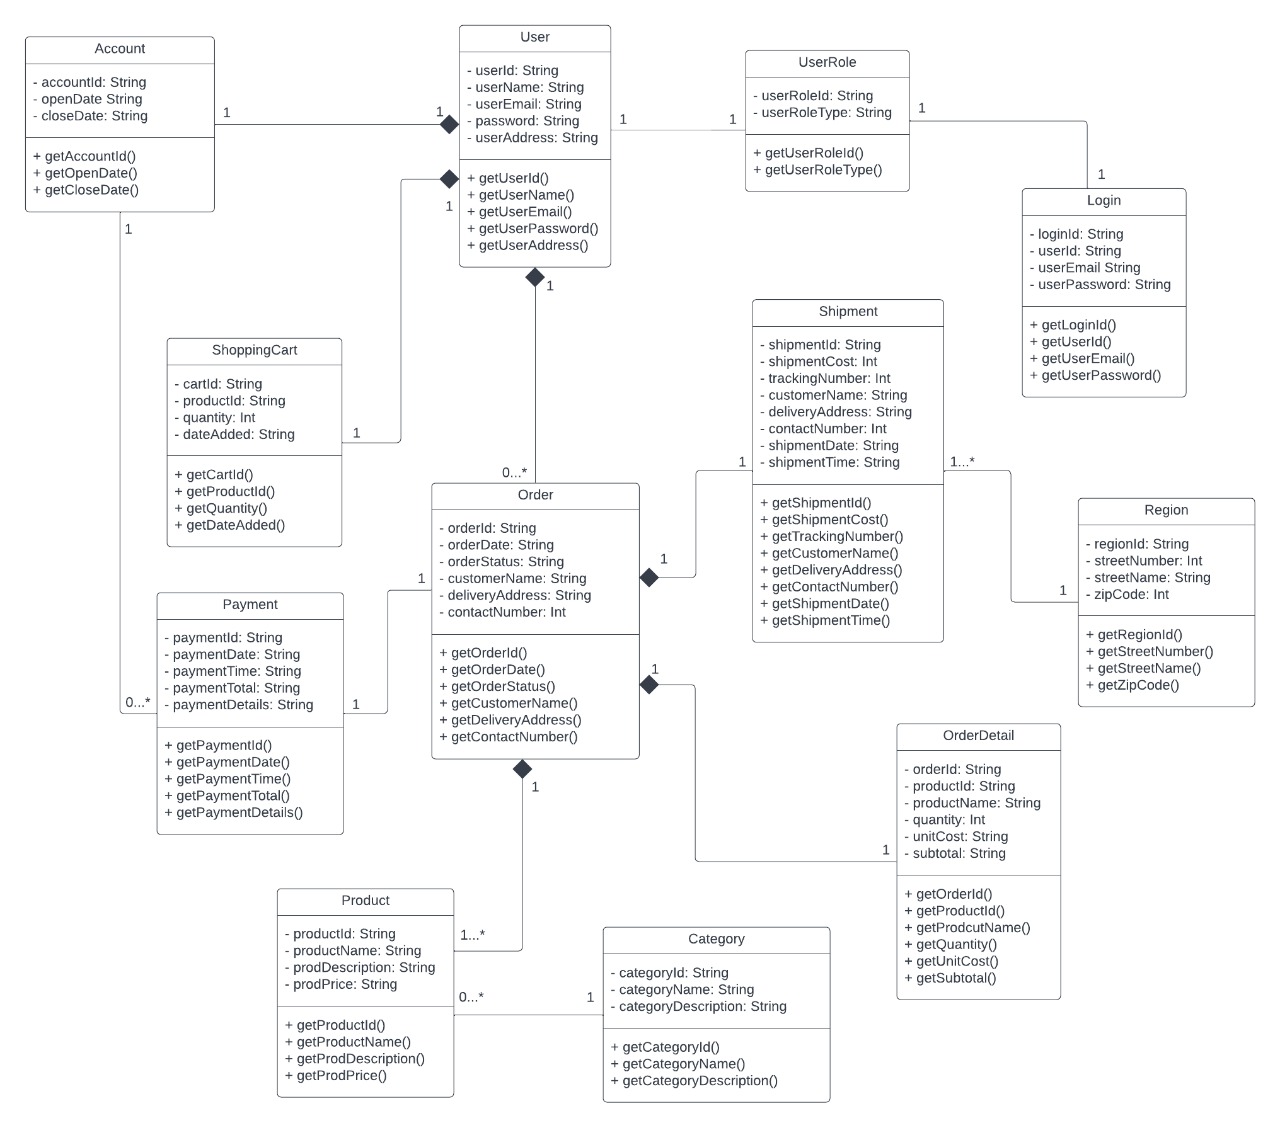 Account
- accountId: String
- openDate String
- closeDate: String
+ getAccountId()
+ getOpenDate()
+ getCloseDate()
1
1
1
User
- userId: String
- userName: String
- userEmail: String
- password: String
- userAddress: String
+ getUserId()
+ getUserName()
+ getUserEmail()
+ getUserPassword()
+ getUserAddress()
1
1
1
1
UserRole
- userRoleId: String
- userRoleType: String
+ getUserRoleId()
+ getUserRoleType()
1
1
Login
- loginId: String
- userId: String
- userEmail String
- userPassword: String
+ getLoginId()
+ getUserId()
+ getUserEmail()
+ getUserPassword()
ShoppingCart
- cartId: String
- productId: String
- quantity: Int
- dateAdded: String
+ getCartId()
+ getProductId()
+ getQuantity()
+ getDateAdded()
1
0...*
Order
- orderId: String
- orderDate: String
- orderStatus: String
- customerName: String
- deliveryAddress: String
- contactNumber: Int
+ getOrderId()
+ getOrderDate()
+ getOrderStatus()
+ getCustomerName()
+ getDeliveryAddress()
+ getContactNumber()
1
1
1
1
Shipment
- shipmentId: String
- shipmentCost: Int
- trackingNumber: Int
- customerName: String
- deliveryAddress: String
- contactNumber: Int
- shipmentDate: String
- shipmentTime: String
+ getShipmentId()
+ getShipmentCost()
+ getTrackingNumber()
+ getCustomerName()
+ getDeliveryAddress()
+ getContactNumber()
+ getShipmentDate()
+ getShipmentTime()
1
1...*
1
Region
- regionId: String
- streetNumber: Int
- streetName: String
- zipCode: Int
+ getRegionId()
+ getStreetNumber()
+ getStreetName()
+ getZipCode()
Payment
- paymentId: String
- paymentDate: String
- paymentTime: String
- paymentTotal: String
- paymentDetails: String
+ getPaymentId()
+ getPaymentDate()
+ getPaymentTime()
+ getPaymentTotal()
+ getPaymentDetails()
0...*
1
OrderDetail
- orderId: String
- productId: String
- productName: String
- quantity: Int
- unitCost: String
- subtotal: String
+ getOrderId()
+ getProductId()
+ getProdcutName()
+ getQuantity()
+ getUnitCost()
+ getSubtotal()
1
Product
- productId: String
- productName: String
- prodDescription: String
- prodPrice: String
+ getProductId()
+ getProductName()
+ getProdDescription()
+ getProdPrice()
1...*
0...*
1
Category
- categoryId: String
- categoryName: String
- categoryDescription: String
+ getCategoryId()
+ getCategoryName()
+ getCategoryDescription()